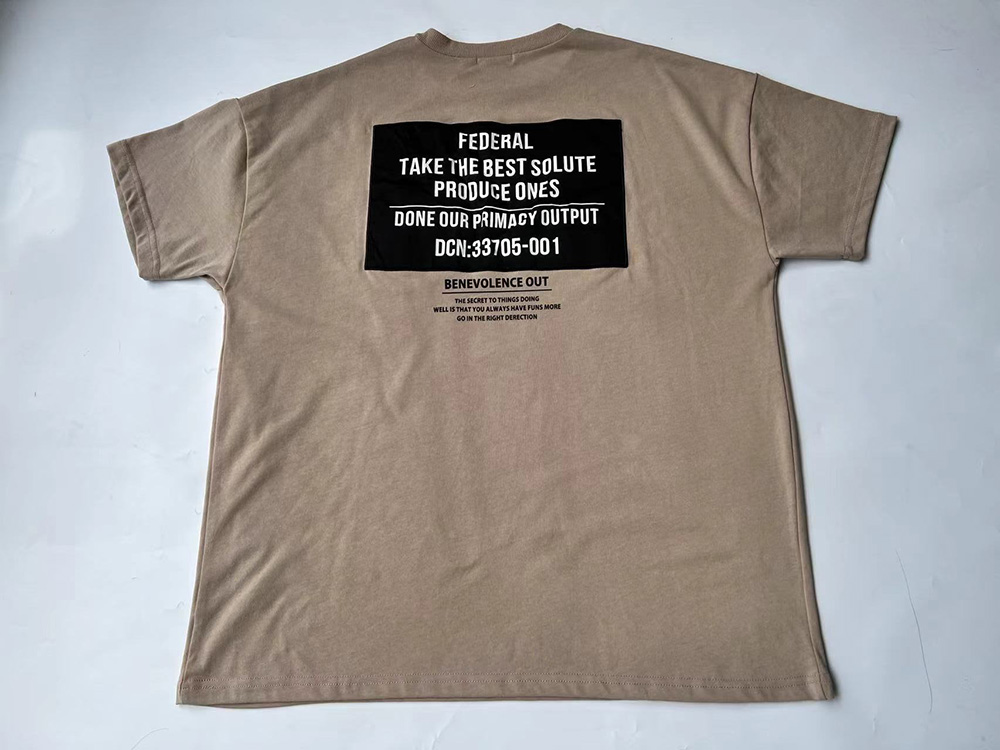 FEDERAL
TAKE THE BEST SOLUTE
PRODUCE ONES
DONE OUR PRIMACY OUTPUT
DCN:33705-001
BENEVOLENCE OUT
THE SECRET TO THINGS DOING
WELL IS THAT YOU ALWAYS HAVE FUNS MORE
GO IN THE RIGHT DERECTION